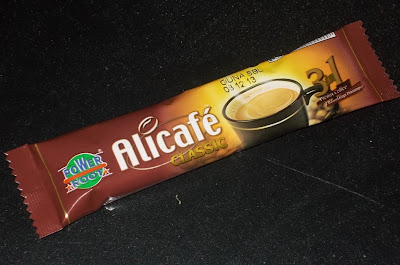 GUNA SBL
03 12 13
3in1
Alicafé
CLASSIC
POWER
ROOT